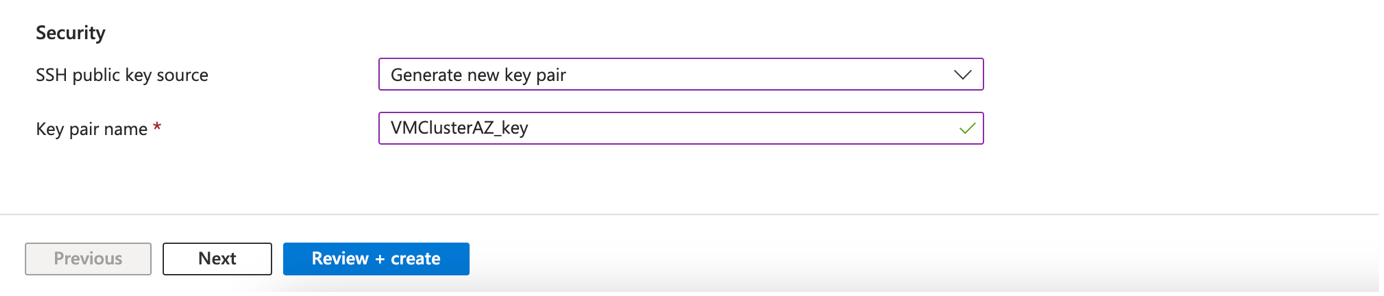 Security
SSH public key source
Generate new key pair
Key pair name *
VMClusterAZ_key
Previous
Next
Review + create